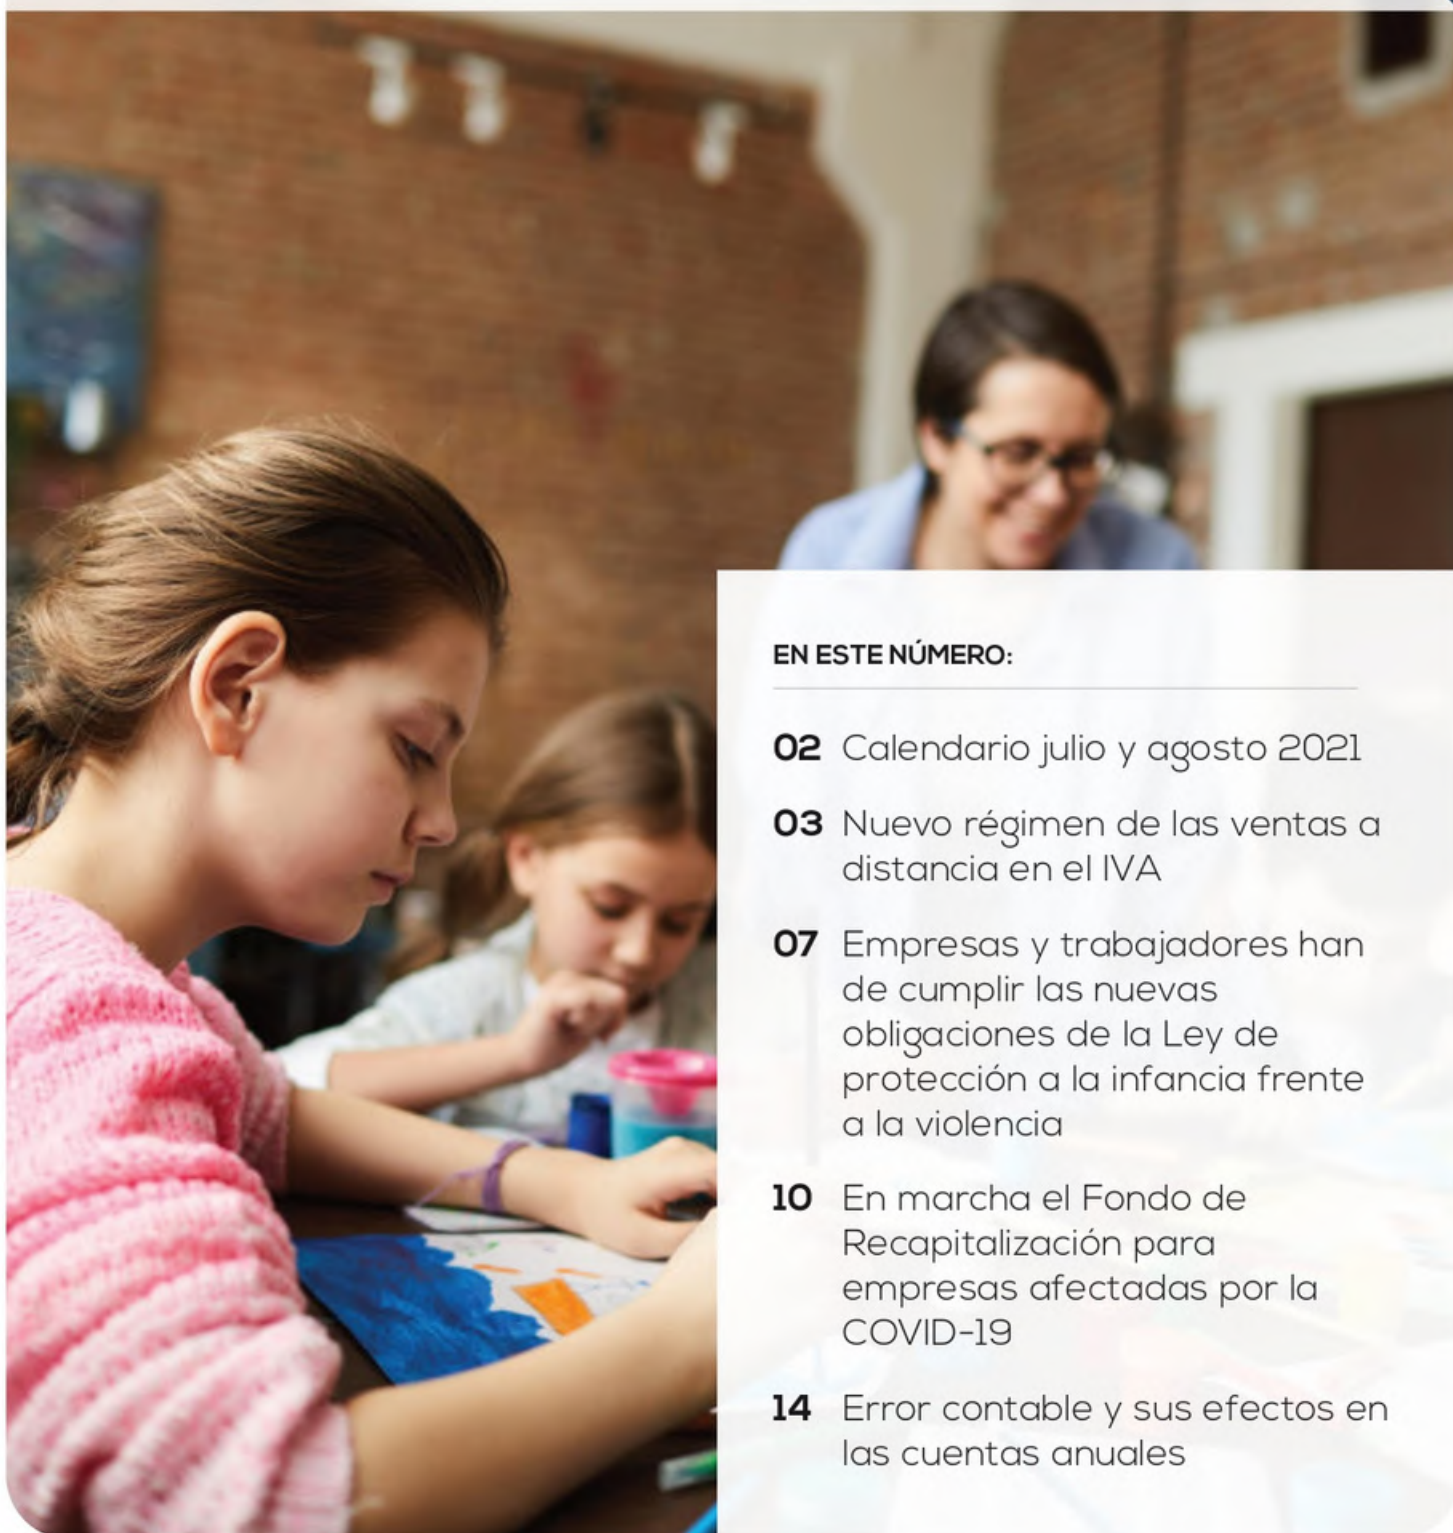 EN ESTE NÚMERO:
02 Calendario julio y agosto 2021
03 Nuevo régimen de las ventas a
distancia en el IVA
07 Empresas y trabajadores han
de cumplir las nuevas
obligaciones de la Ley de
protección a la infancia frente
a la violencia
10 En marcha el Fondo de
Recapitalización para
empresas afectadas por la
COVID-19
14 Error contable y sus efectos en
las cuentas anuales